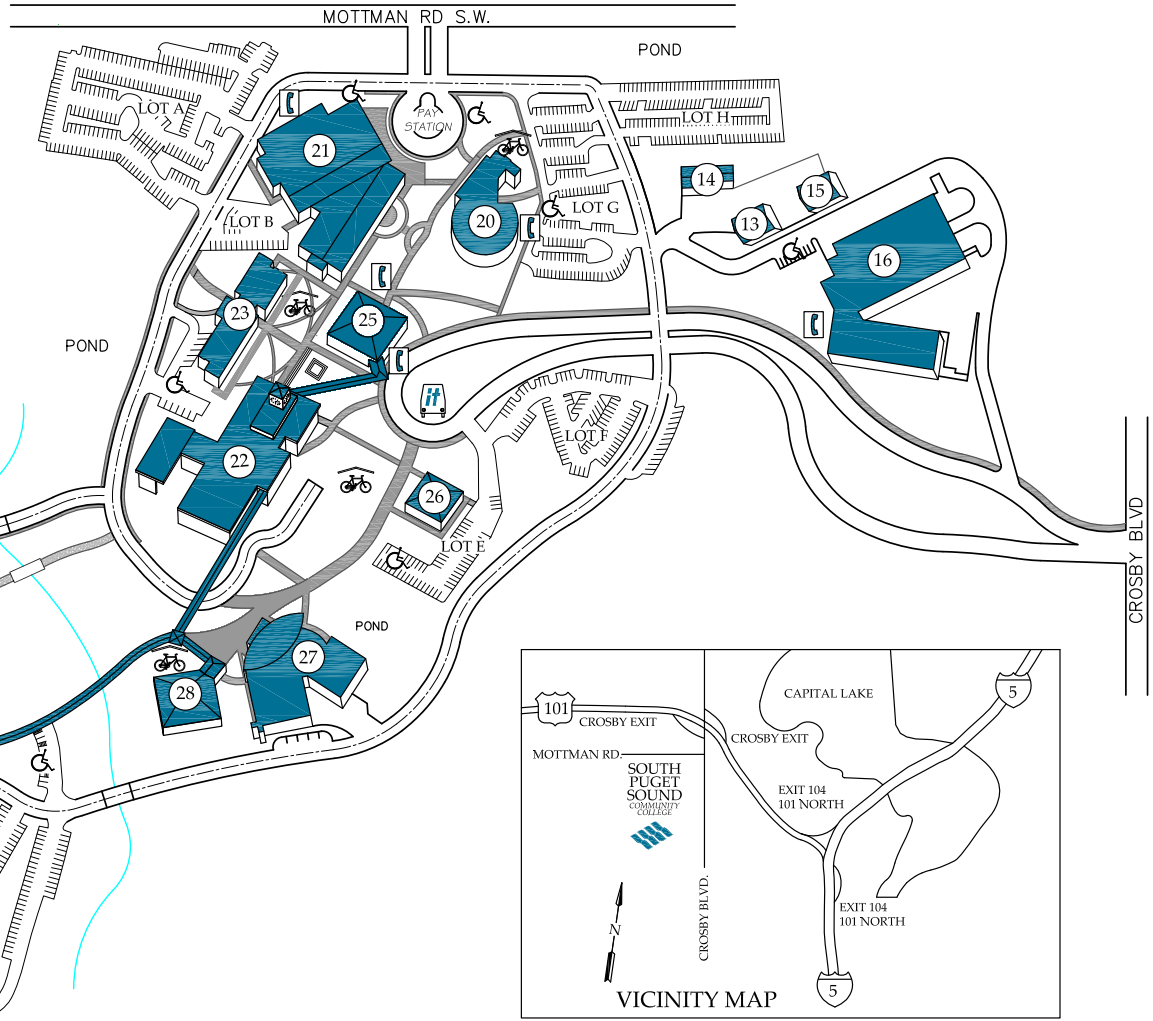 MOTTMAN RD S.W.
POND
LOT A
PAY
STATION
LOT H
21
14
15
LOT B
20
LOT G
13
16
23
25
POND
it
LOT F
22
26
CROSBY BLVD
LOT E
POND
27
28
5
CAPITAL LAKE
101
CROSBY EXIT
CROSBY EXIT
MOTTMAN RD.
SOUTH
PUGET
SOUND
COMMUNITY
COLLEGE
EXIT 104
101 NORTH
CROSBY BLVD.
EXIT 104
101 NORTH
N
5
VICINITY MAP